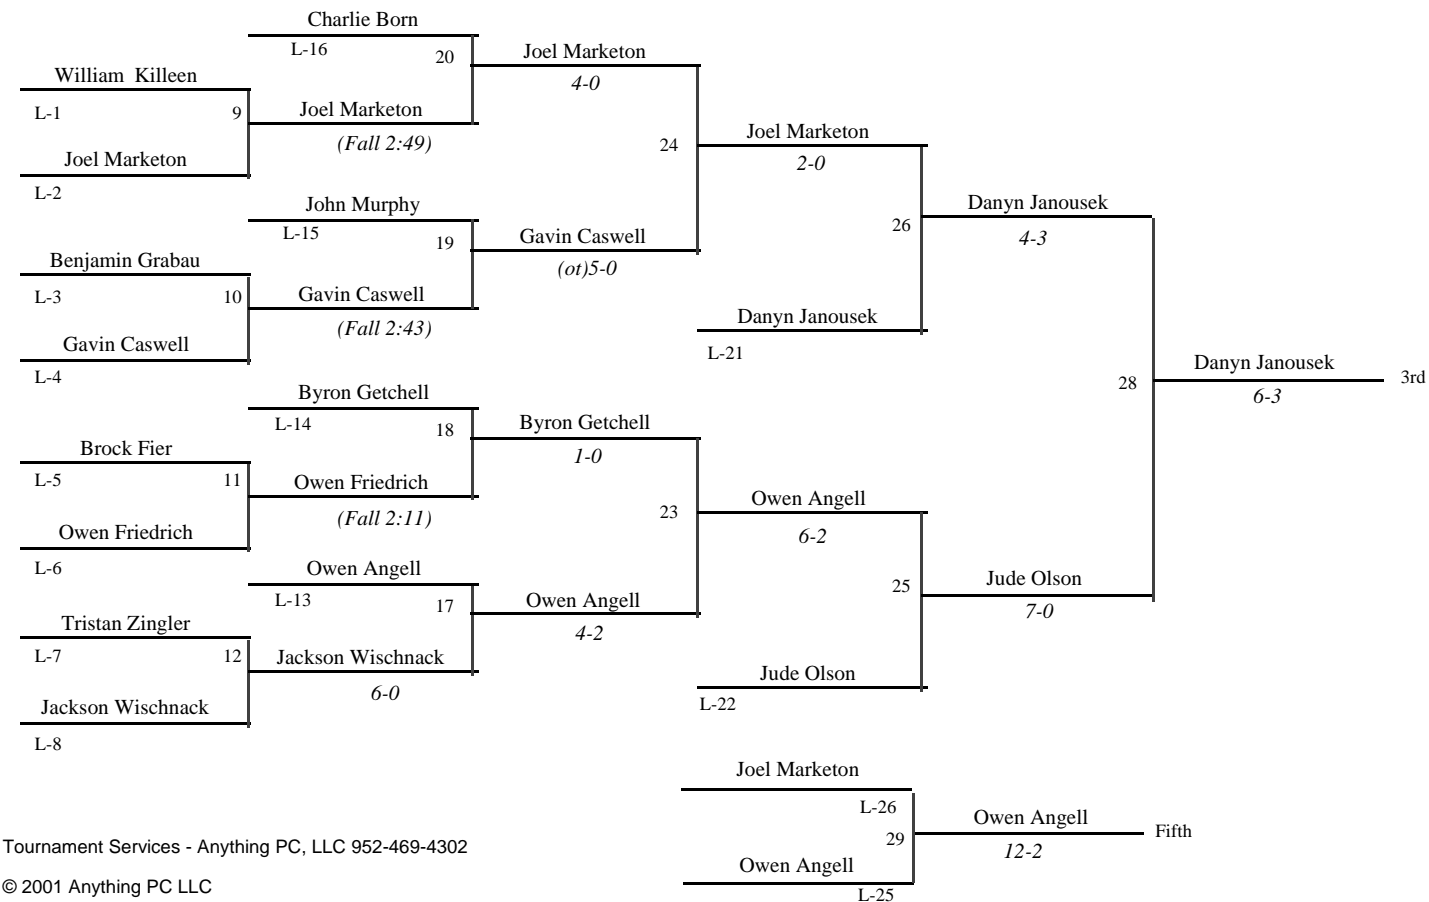 Charlie Born
L-16
20
Joel Marketon
4-0
William Killeen
L-1
9
Joel Marketon
(Fall 2:49)
Joel Marketon
L-2
24
Joel Marketon
2-0
John Murphy
L-15
19
Gavin Caswell
(ot)5-0
Benjamin Grabau
L-3
10
Gavin Caswell
(Fall 2:43)
Gavin Caswell
L-4
26
Danyn Janousek
4-3
Danyn Janousek
L-21
28
Danyn Janousek
6-3
3rd
Byron Getchell
L-14
18
Byron Getchell
1-0
Brock Fier
L-5
11
Owen Friedrich
(Fall 2:11)
Owen Friedrich
L-6
23
Owen Angell
6-2
Owen Angell
L-13
17
Owen Angell
4-2
Tristan Zingler
L-7
12
Jackson Wischnack
6-0
Jackson Wischnack
L-8
25
Jude Olson
7-0
Jude Olson
L-22
Joel Marketon
L-26
29
Owen Angell
12-2
Fifth
Owen Angell
L-25
Tournament Services - Anything PC, LLC 952-469-4302
© 2001 Anything PC LLC